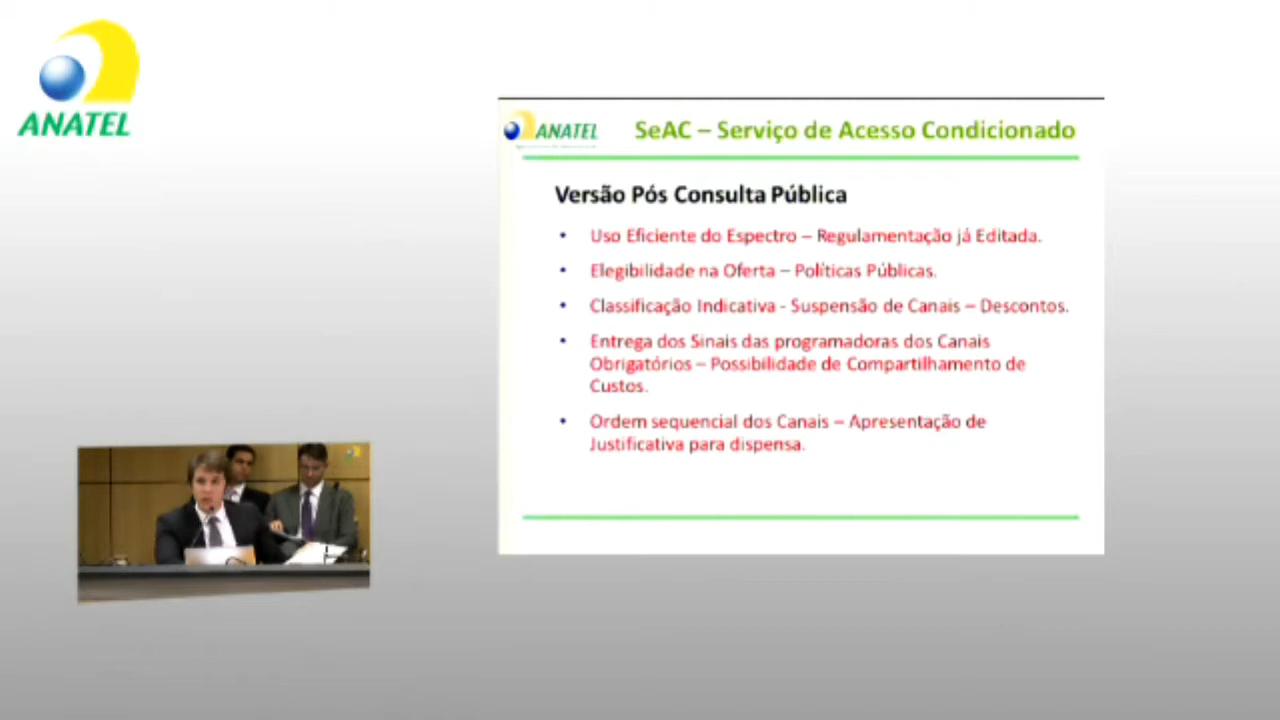 ANATEL
ANATEL
SeAC – Serviço de Acesso Condicionado
Versão Pós Consulta Pública
• Uso Eficiente do Espectro – Regulamentação já Editada.
• Elegibilidade na Oferta – Políticas Públicas.
• Classificação Indicativa - Suspensão de Canais – Descontos.
• Entrega dos Sinais das programadoras dos Canais
Obrigatórios – Possibilidade de Compartilhamento de
Custos.
• Ordem sequencial dos Canais – Apresentação de
Justificativa para dispensa.